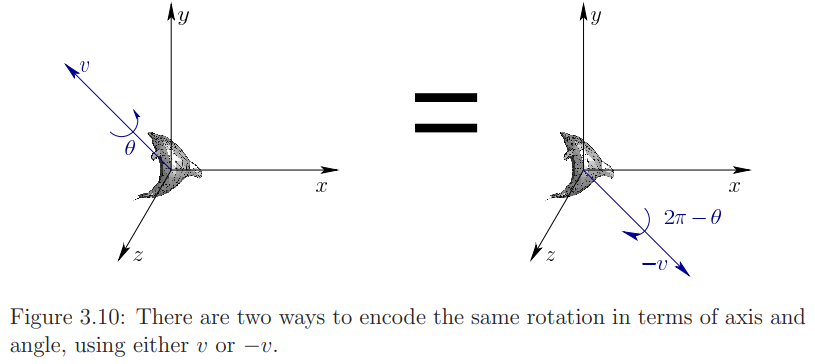 y
y
v
θ
x
x
2π − θ
z
z
−v
Figure 3.10: There are two ways to encode the same rotation in terms of axis and
angle, using either v or −v.